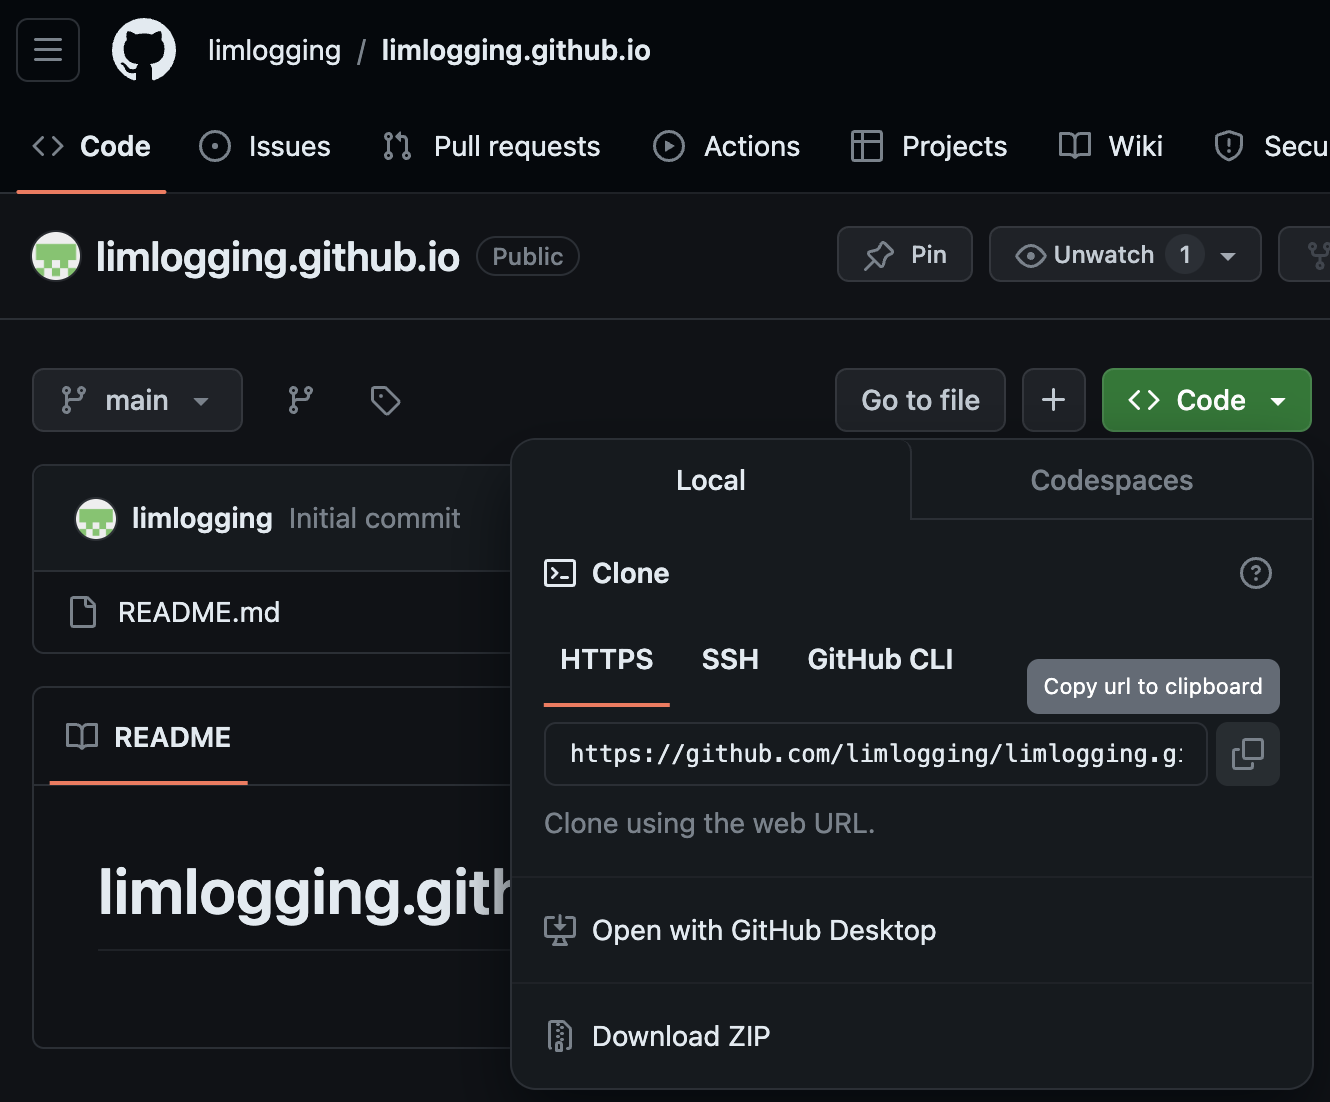 limlogging / limlogging.github.io
Code Issues Pull requests Actions Projects Wiki Secu
limlogging.github.io Public Pin Unwatch 1
main Go to file + Code
Local Codespaces
limlogging Initial commit
README.md
README
limlogging.gith
Clone
HTTPS SSH GitHub CLI
Copy url to clipboard
https://github.com/limlogging/limlogging.gi
Clone using the web URL.
Open with GitHub Desktop
Download ZIP